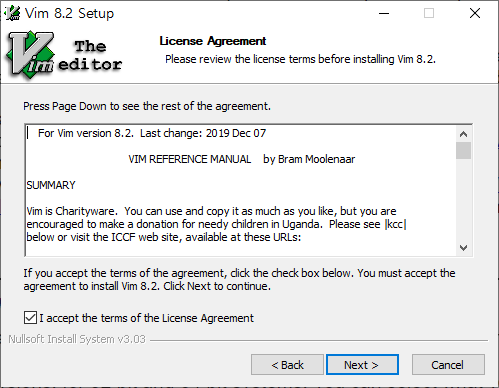 Vim 8.2 Setup
Vim The
editor
License Agreement
Please review the license terms before installing Vim 8.2.
Press Page Down to see the rest of the agreement.
For Vim version 8.2. Last change: 2019 Dec 07
VIM REFERENCE MANUAL by Bram Moolenaar
SUMMARY
Vim is Charityware. You can use and copy it as much as you like, but you are
encouraged to make a donation for needy children in Uganda. Please see |kcc|
below or visit the ICCF web site, available at these URLs:
If you accept the terms of the agreement, click the check box below. You must accept the
agreement to install Vim 8.2. Click Next to continue.
I accept the terms of the License Agreement
Nullsoft Install System v3.03
< Back Next > Cancel